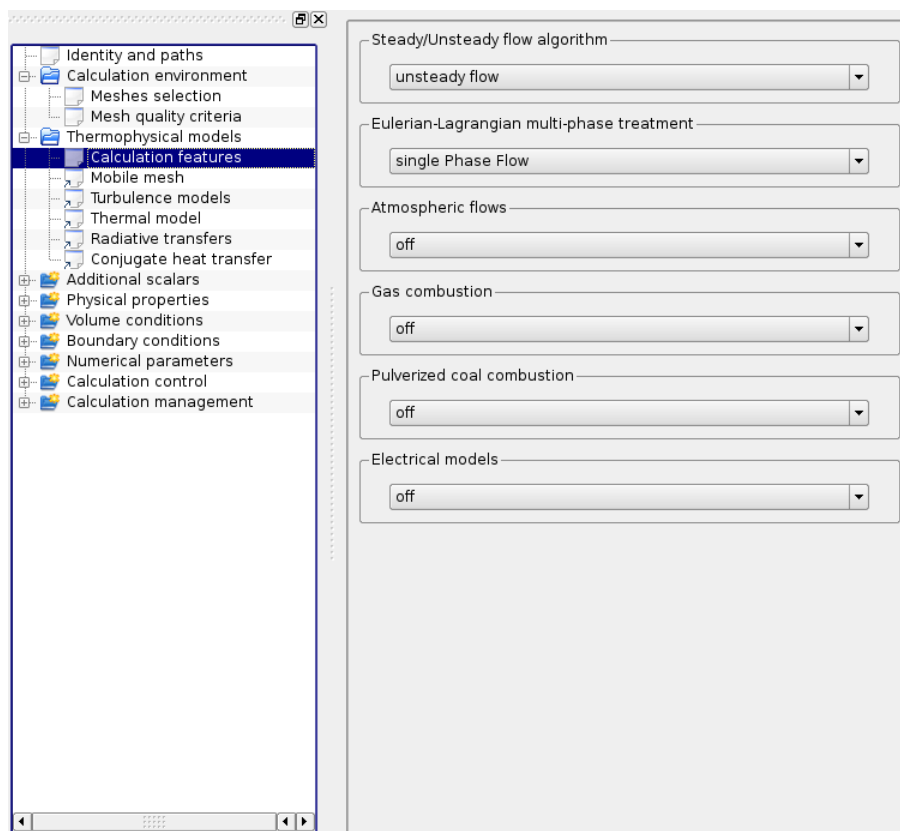 Identity and paths
Calculation environment
Meshes selection
Mesh quality criteria
Thermophysical models
Calculation features
Mobile mesh
Turbulence models
Thermal model
Radiative transfers
Conjugate heat transfer
Additional scalars
Physical properties
Volume conditions
Boundary conditions
Numerical parameters
Calculation control
Calculation management
Steady/Unsteady flow algorithm
unsteady flow
Eulerian-Lagrangian multi-phase treatment
single Phase Flow
Atmospheric flows
off
Gas combustion
off
Pulverized coal combustion
off
Electrical models
off